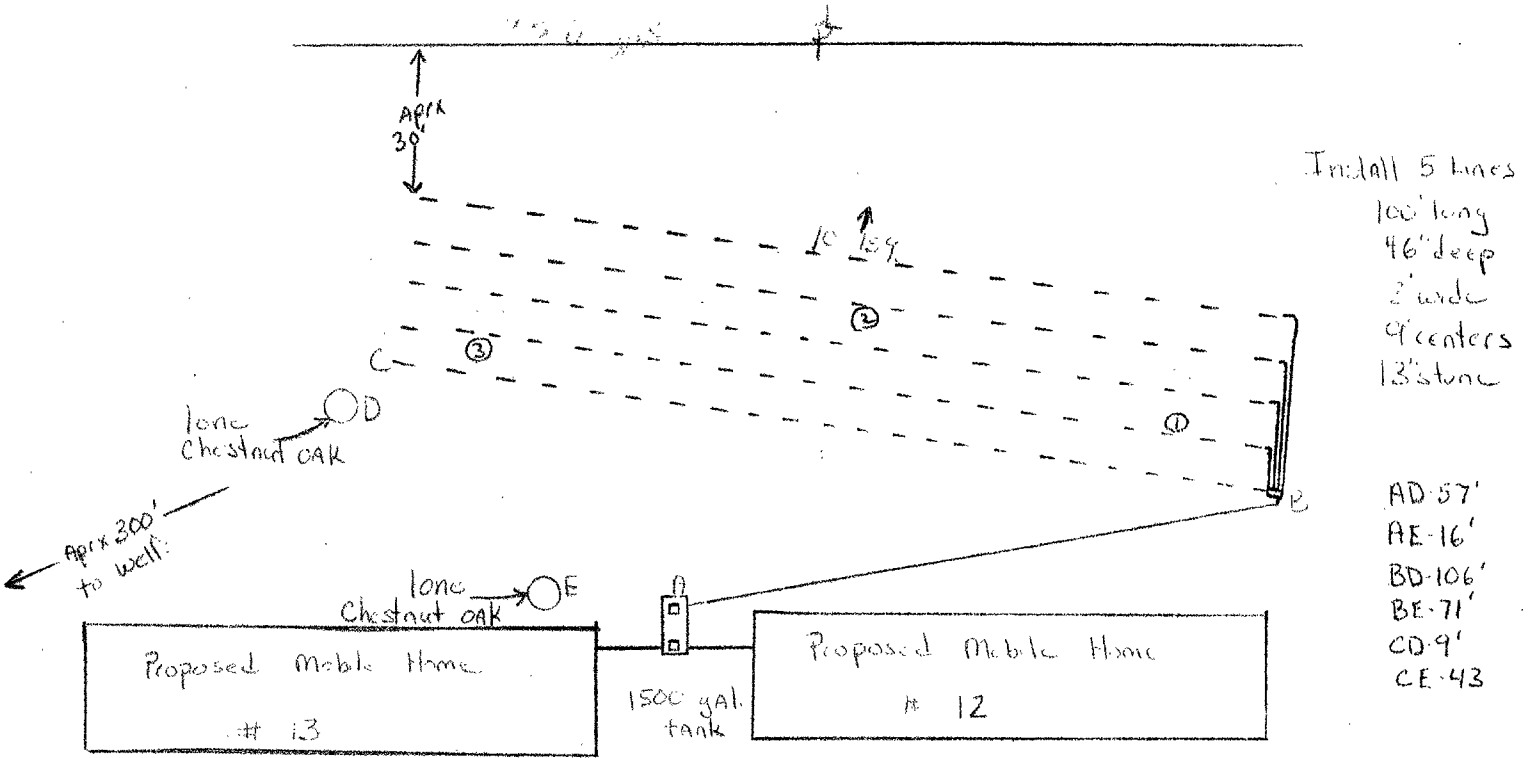 Aprx
30'
Install 5 Lines
100' long
46" deep
wide
9' centers
13" stone
②
③
①
C
D
lone
Chestnut OAK
B
Aprx 300'
to well
AD-57'
AE-16'
BD-106'
BE-71'
CD-9'
CE-43
lone
Chestnut OAK
E
A
Proposed Mobile Home
# 13
1500 gAl.
tAnk
Proposed Mobile Home
# 12